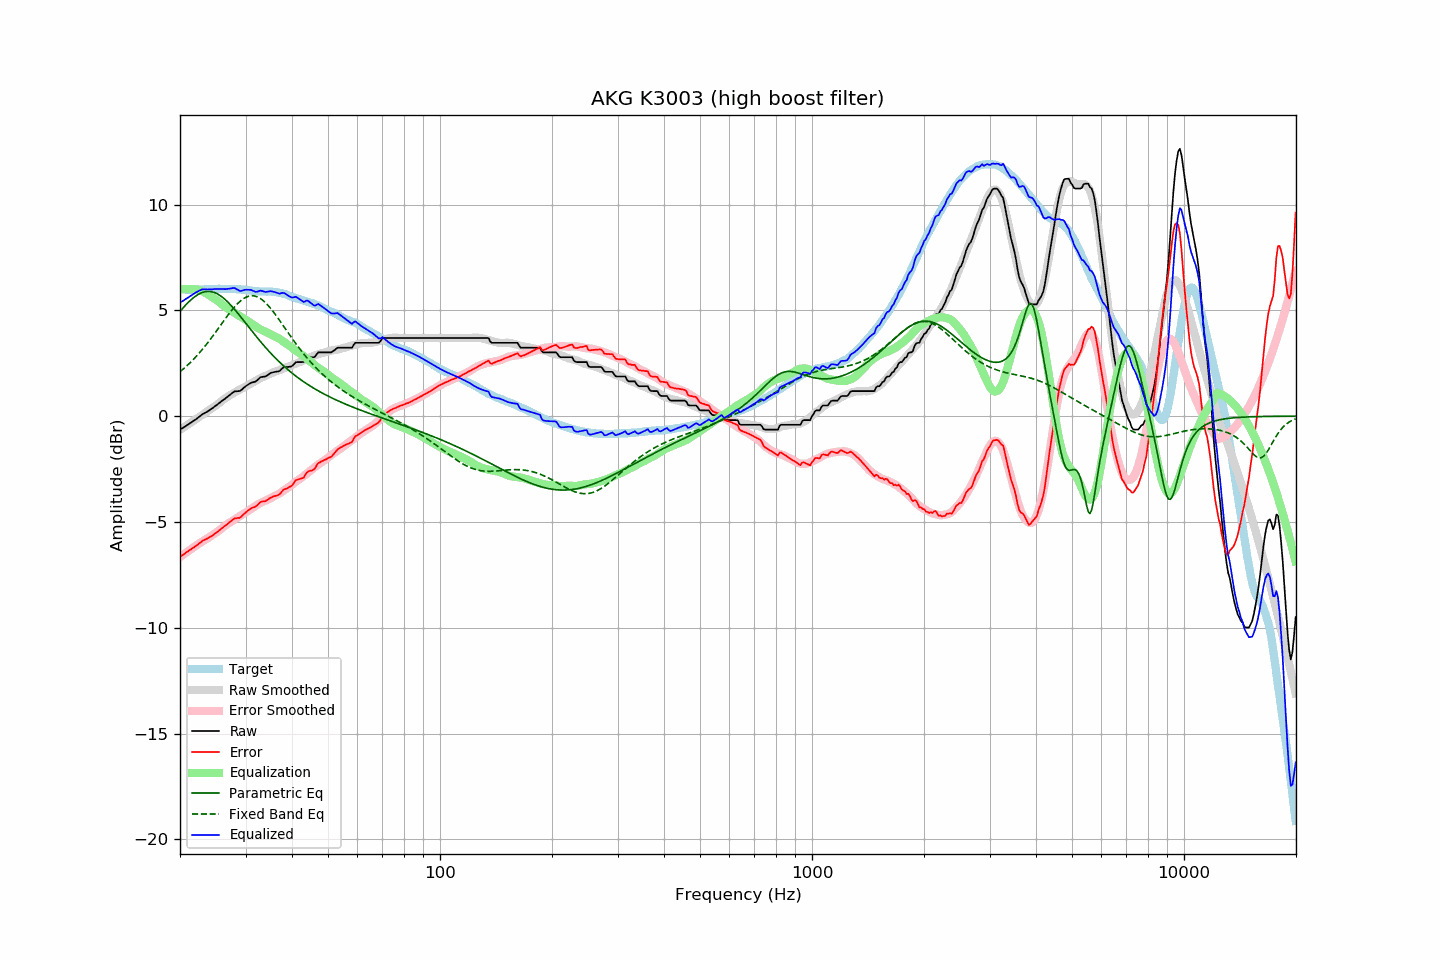 AKG K3003 (high boost filter)
10
5
0
−5
−10
−15
−20
Amplitude (dBr)
Target
Raw Smoothed
Error Smoothed
Raw
Error
Equalization
Parametric Eq
Fixed Band Eq
Equalized
100
1000
10000
Frequency (Hz)